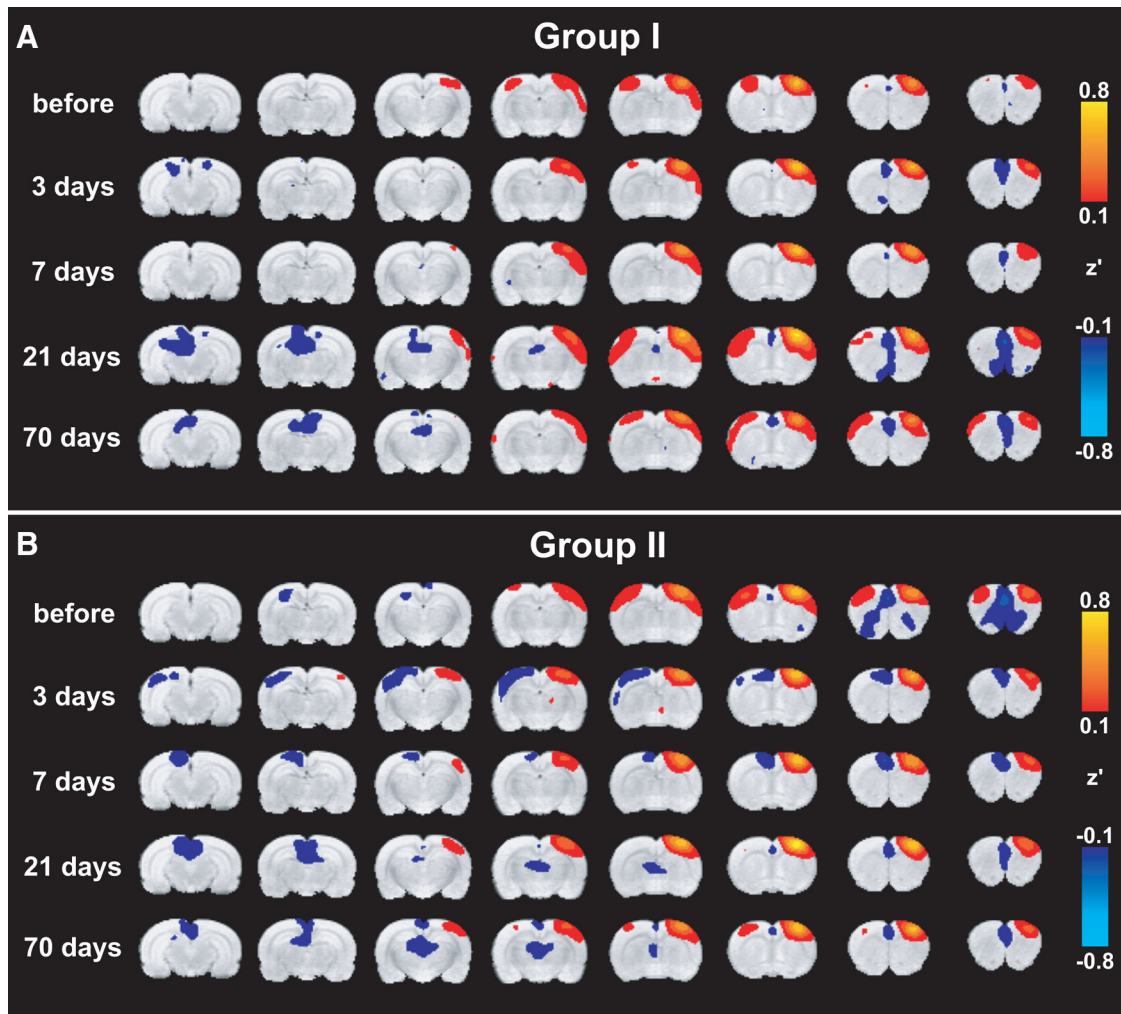 A
Group I
before
3 days
7 days
21 days
70 days
0.8
0.1
z'
-0.1
-0.8
B
Group II
before
3 days
7 days
21 days
70 days
0.8
0.1
z'
-0.1
-0.8